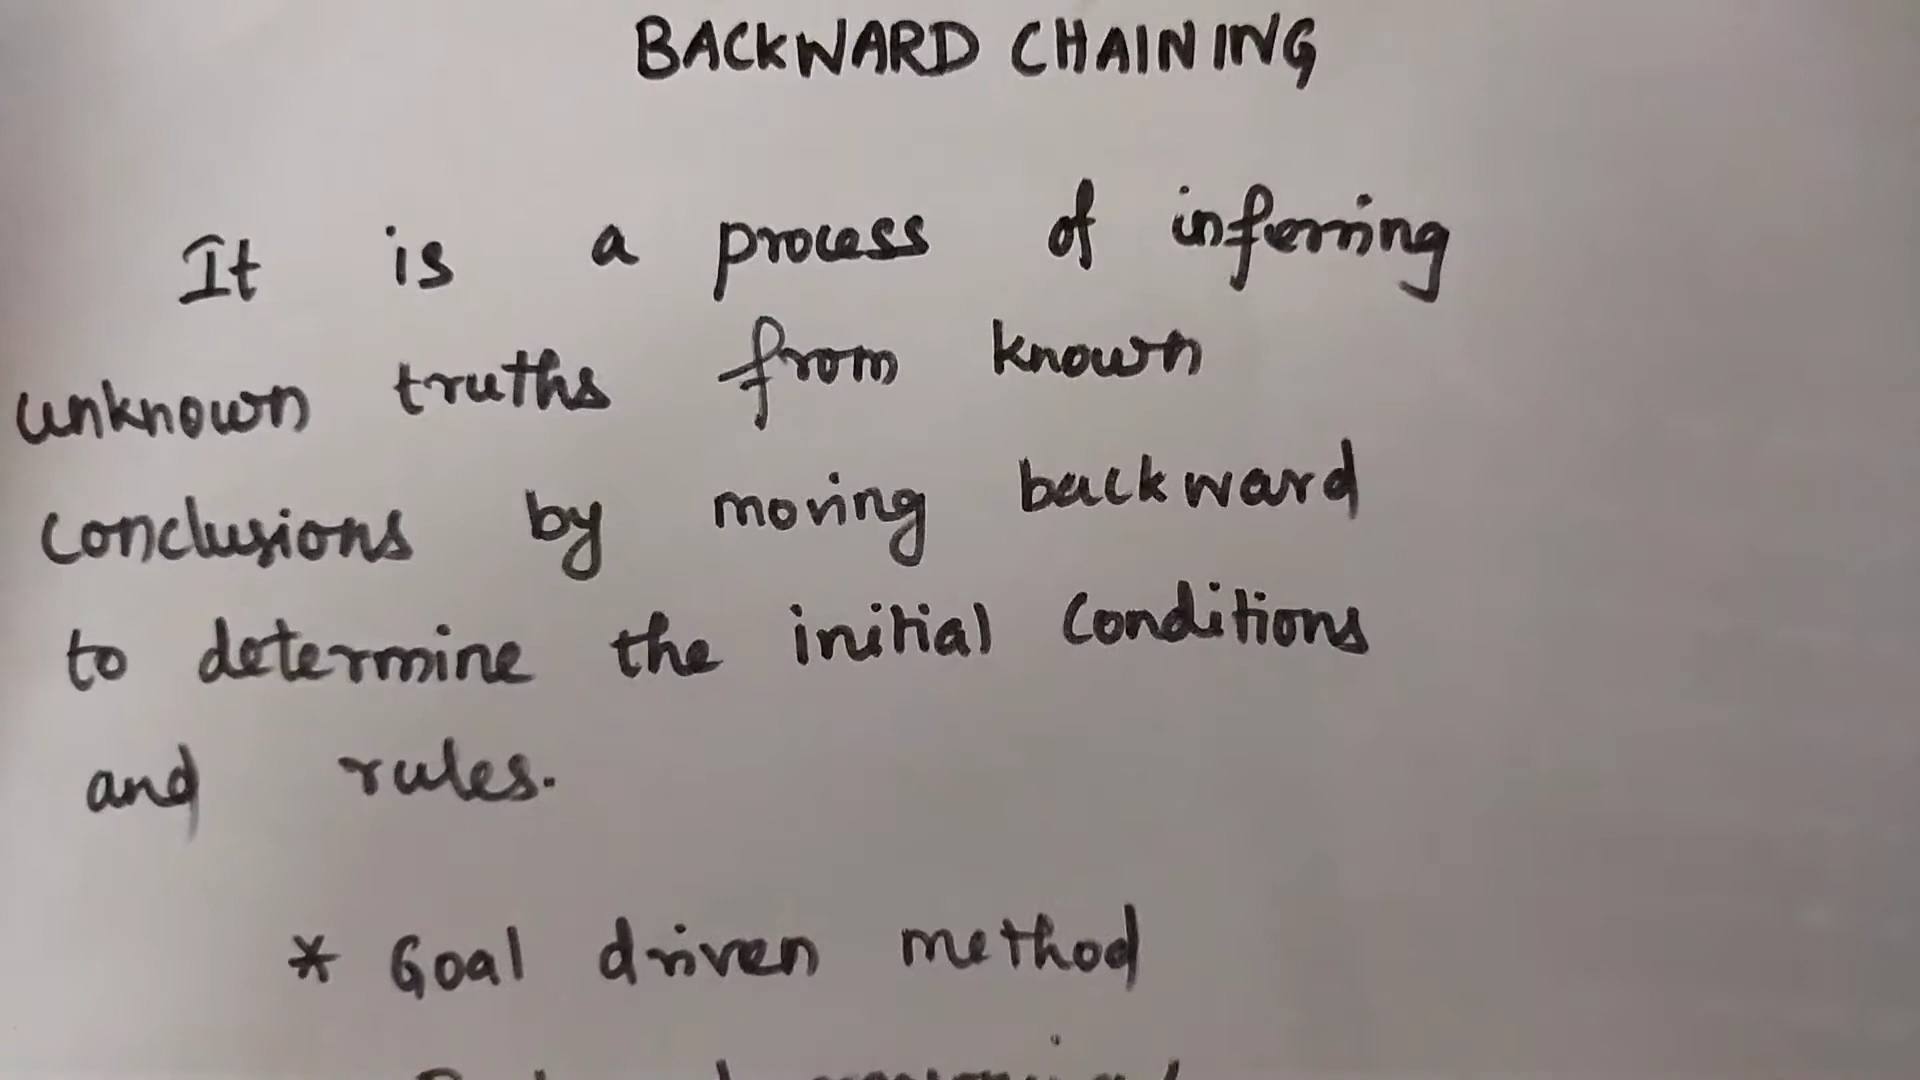 BACKWARD CHAINING
It is a process of inferring
unknown truths from known
conclusions by moving backward
to determine the initial conditions
and rules.
* Goal driven method